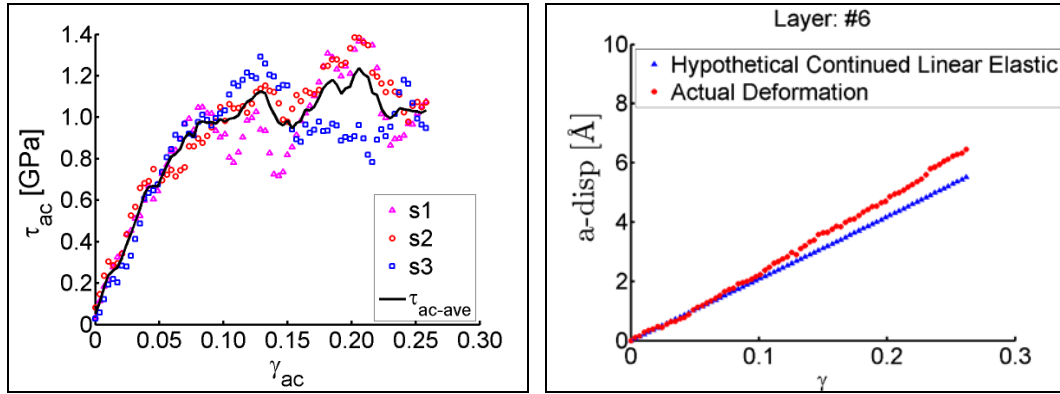 1.4
1.2
1.0
0.8
0.6
0.4
0.2
0
0 0.05 0.10 0.15 0.20 0.25 0.30
τac [GPa]
γac
s1
s2
s3
τac-ave
Layer: #6
10
8
6
4
2
0
0 0.1 0.2 0.3
a-disp [Å]
γ
Hypothetical Continued Linear Elastic
Actual Deformation